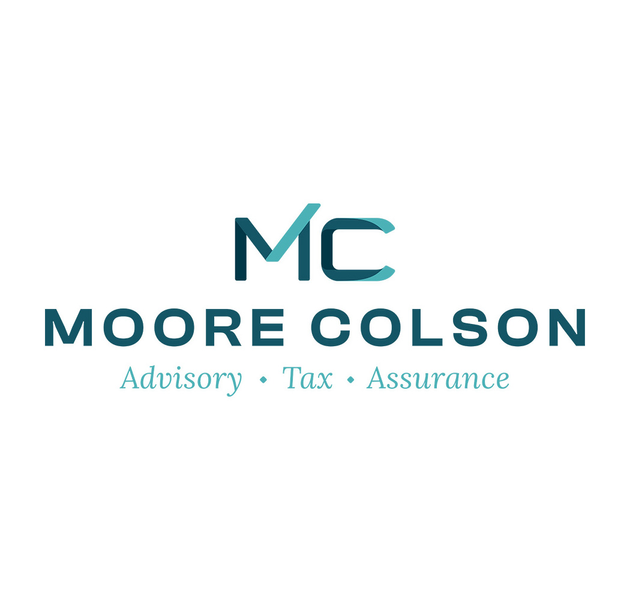 MC
MOORE COLSON
Advisory ⬥ Tax ⬥ Assurance